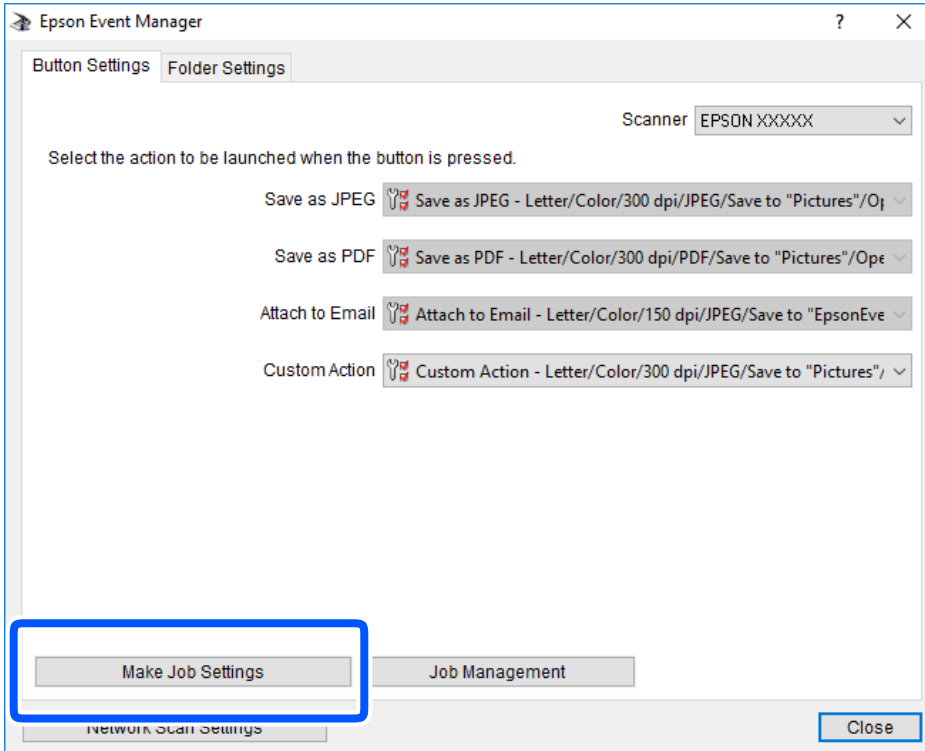 Epson Event Manager
Button Settings Folder Settings
Scanner EPSON XXXXX
Select the action to be launched when the button is pressed.
Save as JPEG Save as JPEG - Letter/Color/300 dpi/JPEG/Save to "Pictures"/Op
Save as PDF Save as PDF - Letter/Color/300 dpi/PDF/Save to "Pictures"/Ope
Attach to Email Attach to Email - Letter/Color/150 dpi/JPEG/Save to "EpsonEve
Custom Action Custom Action - Letter/Color/300 dpi/JPEG/Save to "Pictures"/
Make Job Settings Job Management
Network Scan Settings Close